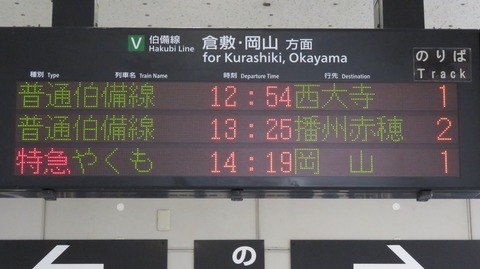 V 伯備線 Hakubi Line 倉敷・岡山 方面 for Kurashiki, Okayama
のりば Track
種別 Type 列車名 Train Name 時刻 Departure Time 行先 Destination
普通 伯備線 12:54 西大寺 1
普通 伯備線 13:25 播州赤穂 2
特急 やくも 14:19 岡 山 1
← の →